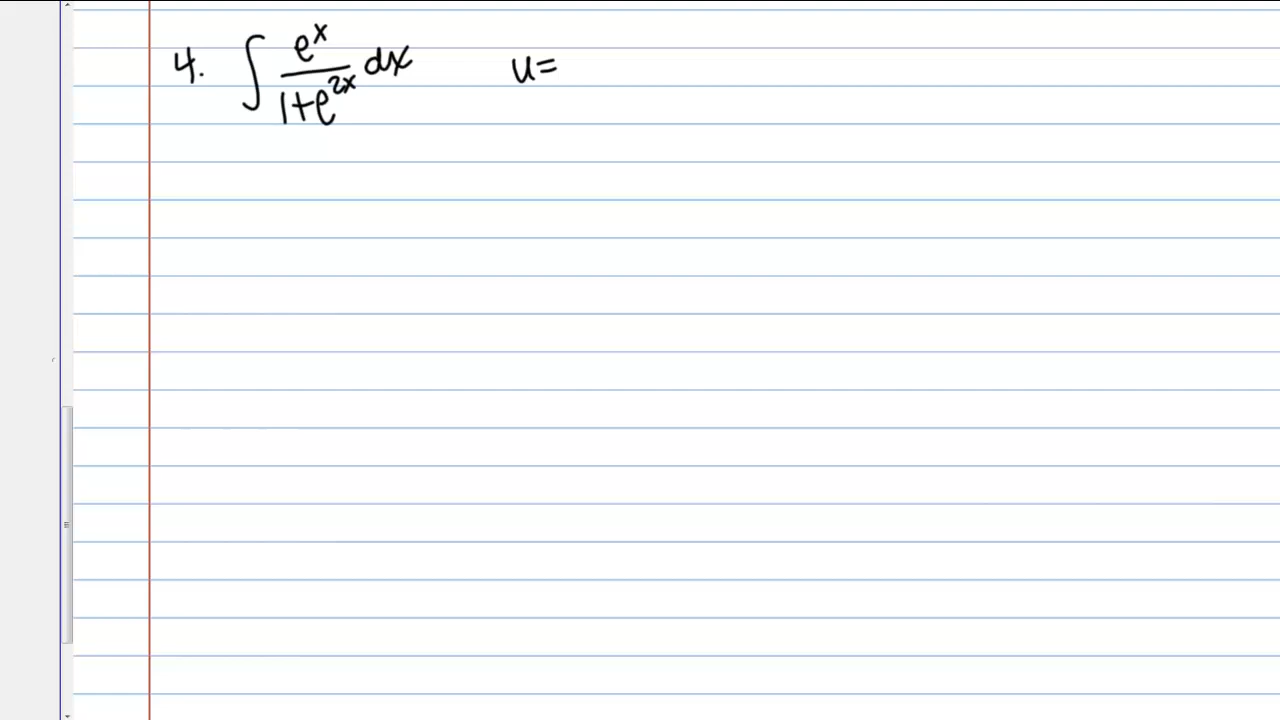 4. ∫ e^x/(1+e^{2x}) dx u=